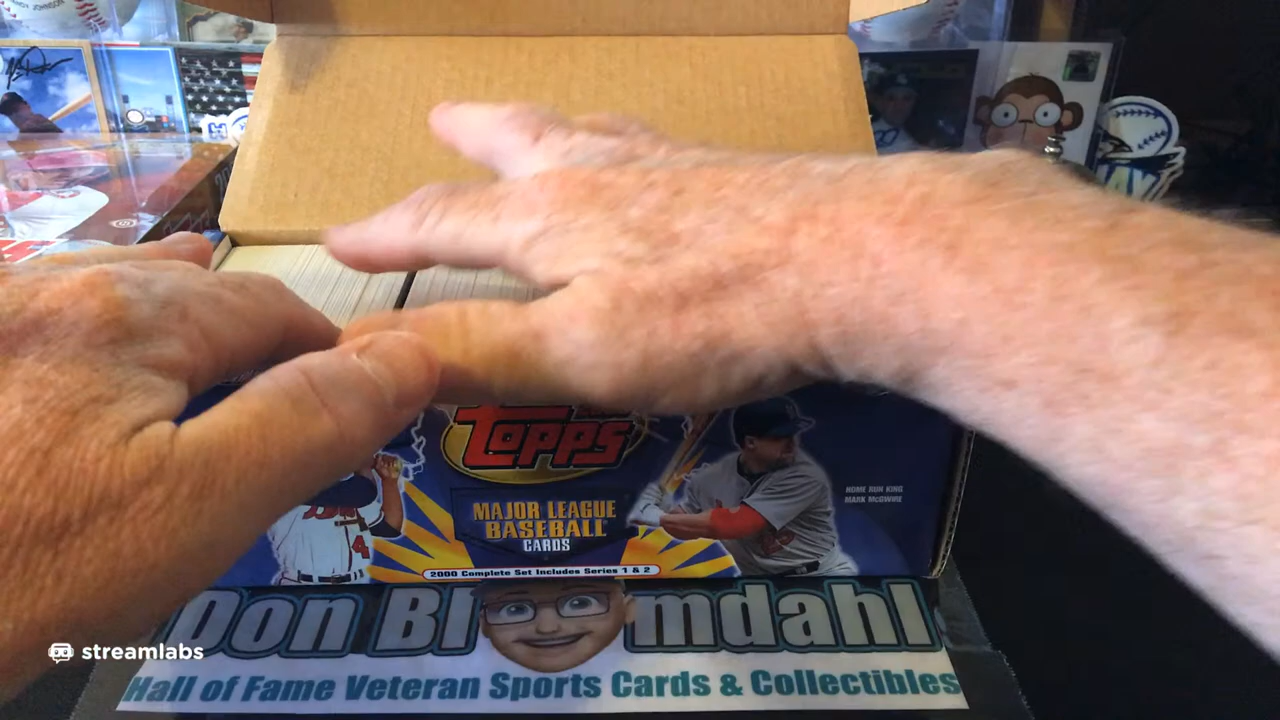 Topps
MAJOR LEAGUE
BASEBALL
CARDS
HOME RUN KING
MARK McGWIRE
2000 Complete Set Includes Series 1 & 2
Don Bl mdahl
Hall of Fame Veteran Sports Cards & Collectibles
streamlabs